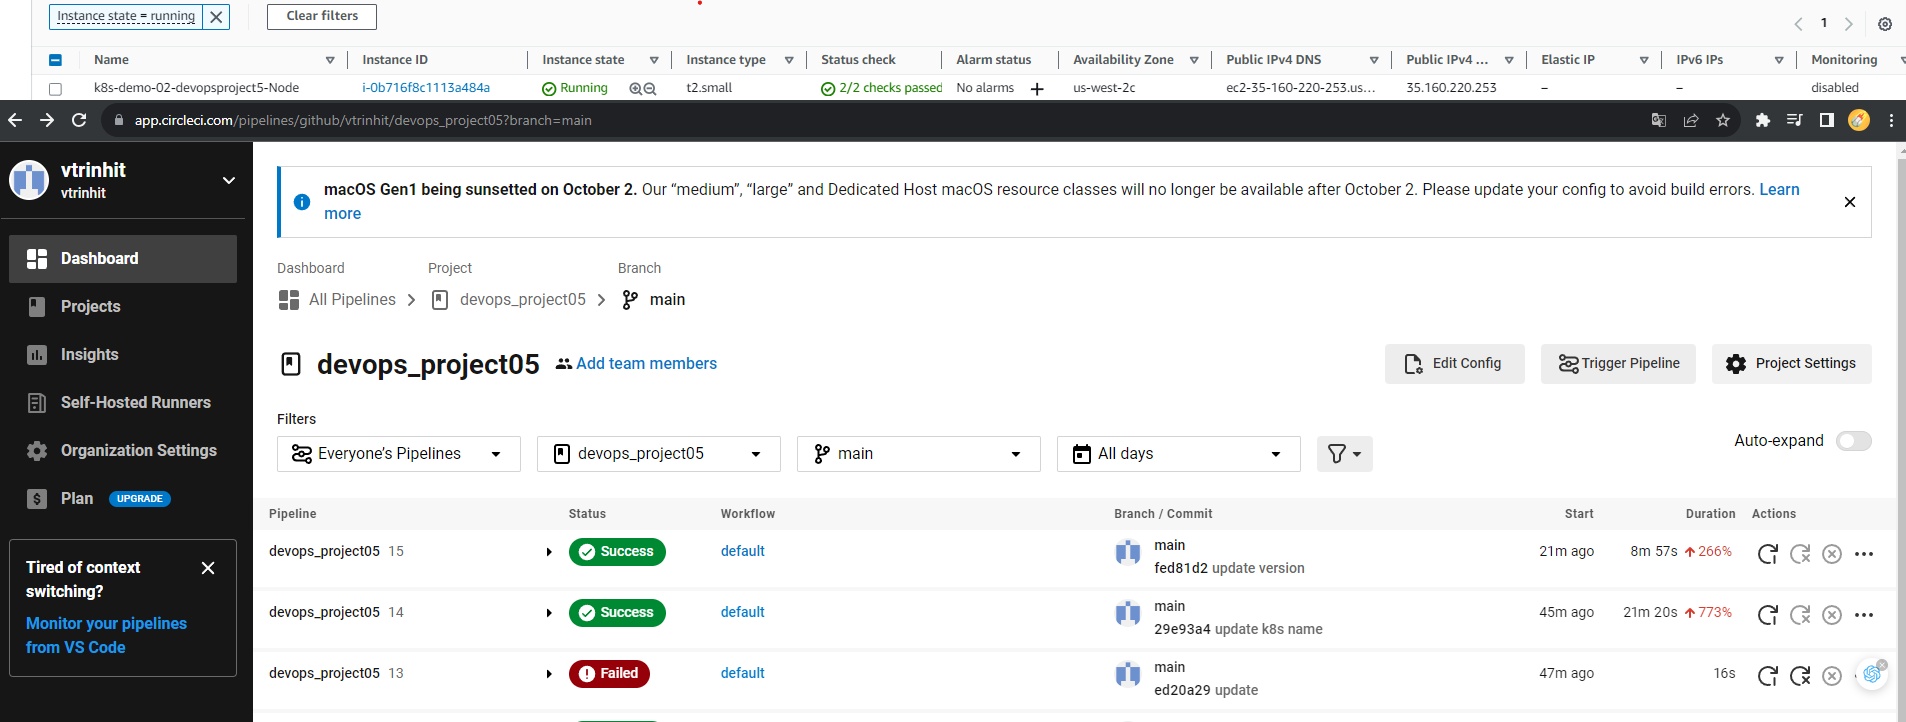 Instance state = running
Clear filters
1
Name Instance ID Instance state Instance type Status check Alarm status Availability Zone Public IPv4 DNS Public IPv4 ... Elastic IP IPv6 IPs Monitoring
k8s-demo-02-devopsproject5-Node i-0b716f8c1113a484a Running t2.small 2/2 checks passed No alarms + us-west-2c ec2-35-160-220-253.us... 35.160.220.253 – – disabled
app.circleci.com/pipelines/github/vtrinhit/devops_project05?branch=main
vtrinhit
vtrinhit
Dashboard
Projects
Insights
Self-Hosted Runners
Organization Settings
Plan UPGRADE
Tired of context
switching?
Monitor your pipelines
from VS Code
macOS Gen1 being sunsetted on October 2. Our “medium”, “large” and Dedicated Host macOS resource classes will no longer be available after October 2. Please update your config to avoid build errors. Learn
more
Dashboard Project Branch
All Pipelines devops_project05 main
devops_project05 Add team members
Edit Config Trigger Pipeline Project Settings
Filters
Everyone’s Pipelines devops_project05 main All days
Auto-expand
Pipeline Status Workflow Branch / Commit Start Duration Actions
devops_project05 15 Success default main 21m ago 8m 57s 266%
fed81d2 update version
devops_project05 14 Success default main 45m ago 21m 20s 773%
29e93a4 update k8s name
devops_project05 13 Failed default main 47m ago 16s
ed20a29 update